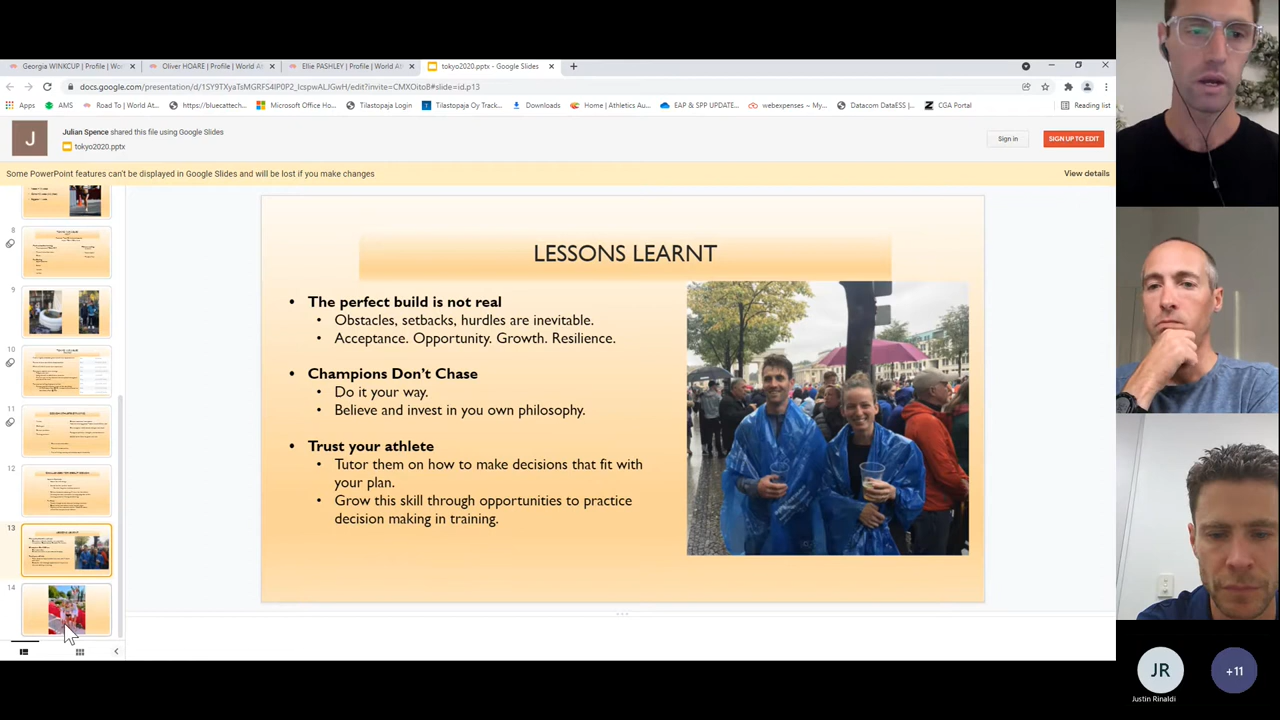 Georgia WINKCUP | Profile | Wo
Oliver HOARE | Profile | World At
Ellie PASHLEY | Profile | World At
tokyo2020.pptx - Google Slides
docs.google.com/presentation/d/1SY9TXyaTsMGRFS4IP0P2_IcspwALJGwH/edit?invite=CMXOitoB#slide=id.p13
Apps
AMS
Road To | World At...
https://bluecattech...
Microsoft Office Ho...
Tilastopaja Login
Tilastopaja Oy Track...
Downloads
Home | Athletics Au...
EAP & SPP UPDATE...
webexpenses – My...
Datacom DataESS |...
CGA Portal
Reading list
J
Julian Spence shared this file using Google Slides
tokyo2020.pptx
Sign in
SIGN UP TO EDIT
Some PowerPoint features can't be displayed in Google Slides and will be lost if you make changes
View details
8
9
10
11
12
13
14
LESSONS LEARNT
• The perfect build is not real
• Obstacles, setbacks, hurdles are inevitable.
• Acceptance. Opportunity. Growth. Resilience.
• Champions Don't Chase
• Do it your way.
• Believe and invest in you own philosophy.
• Trust your athlete
• Tutor them on how to make decisions that fit with
your plan.
• Grow this skill through opportunities to practice
decision making in training.
JR
Justin Rinaldi
+11